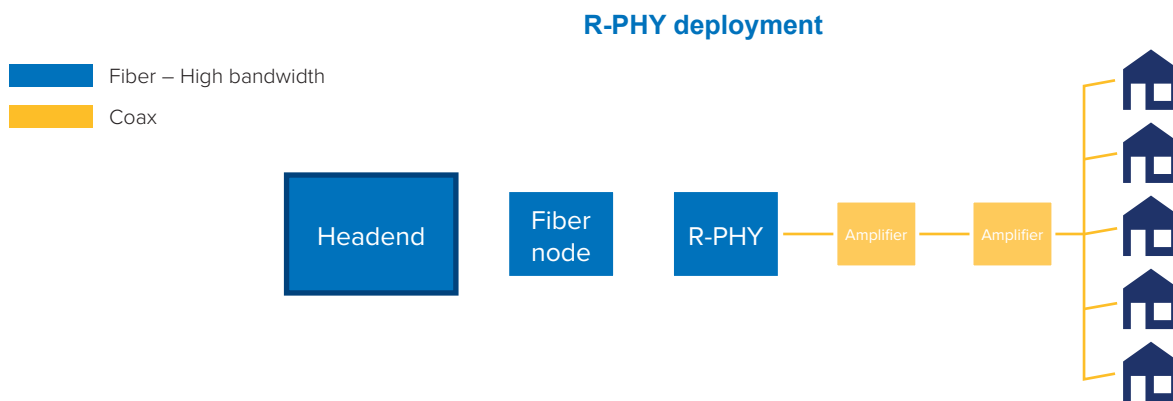 R-PHY deployment
Fiber – High bandwidth
Coax
Headend
Fiber
node
R-PHY
Amplifier
Amplifier